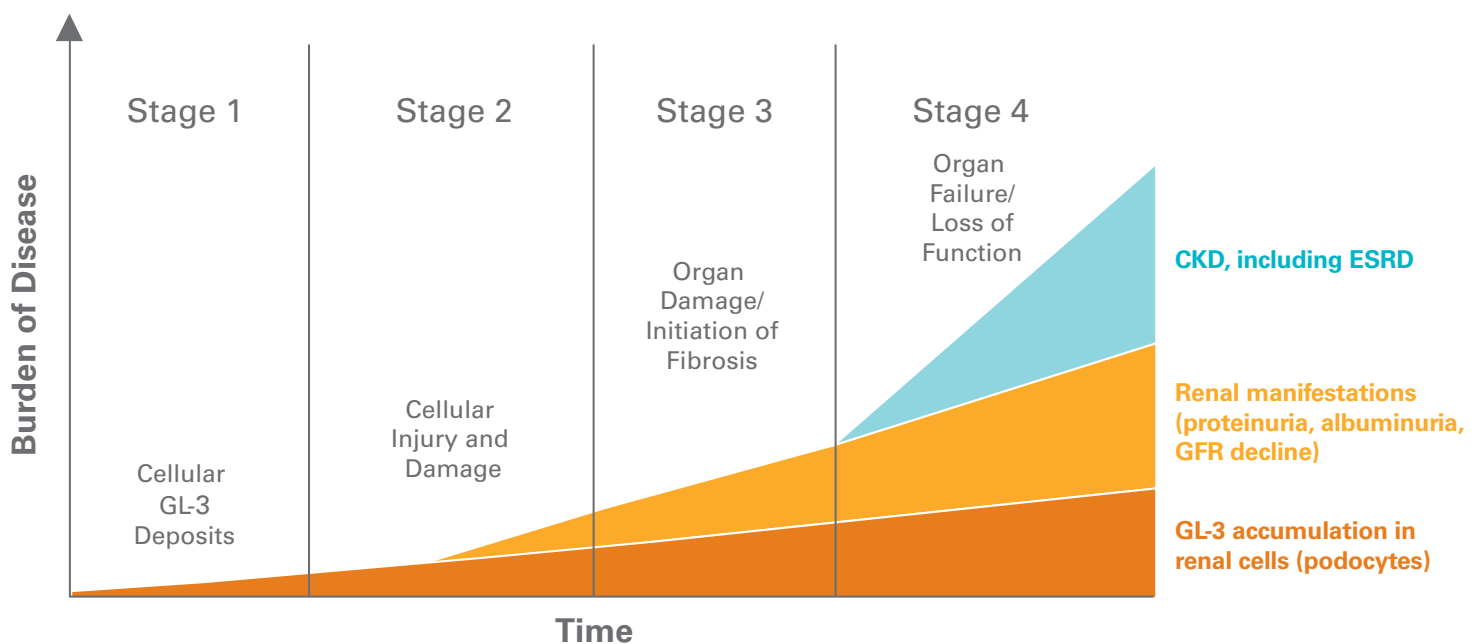 Burden of Disease
Stage 1
Cellular
GL-3
Deposits
Stage 2
Cellular
Injury and
Damage
Stage 3
Organ
Damage/
Initiation of
Fibrosis
Stage 4
Organ
Failure/
Loss of
Function
CKD, including ESRD
Renal manifestations
(proteinuria, albuminuria,
GFR decline)
GL-3 accumulation in
renal cells (podocytes)
Time